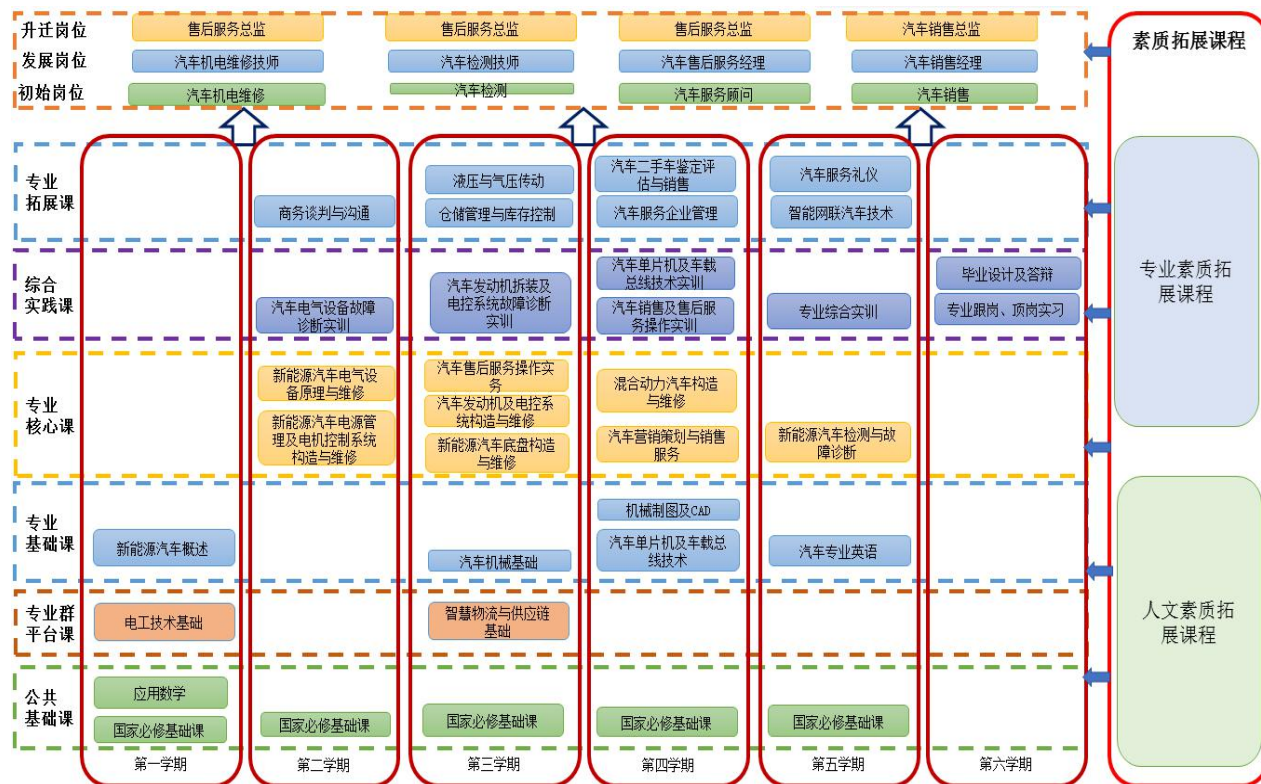 升迁岗位
售后服务总监
售后服务总监
售后服务总监
汽车销售总监
发展岗位
汽车机电维修技师
汽车检测技师
汽车售后服务经理
汽车销售经理
初始岗位
汽车机电维修
汽车检测
汽车服务顾问
汽车销售
素质拓展课程
专业
拓展课
商务谈判与沟通
液压与气压传动
仓储管理与库存控制
汽车二手车鉴定评
估与销售
汽车服务企业管理
汽车服务礼仪
智能网联汽车技术
综合
实践课
汽车电气设备故障
诊断实训
汽车发动机拆装及
电控系统故障诊断
实训
汽车单片机及车载
总线技术实训
汽车销售及售后服
务操作实训
专业综合实训
毕业设计及答辩
专业跟岗、顶岗实习
专业素质拓
展课程
专业
核心课
新能源汽车电气设
备原理与维修
新能源汽车电源管
理及电机控制系统
构造与维修
汽车售后服务操作实
务
汽车发动机及电控系
统构造与维修
新能源汽车底盘构造
与维修
混合动力汽车构造
与维修
汽车营销策划与销售
服务
新能源汽车检测与故
障诊断
专业
基础课
新能源汽车概述
汽车机械基础
机械制图及CAD
汽车单片机及车载总
线技术
汽车专业英语
人文素质拓
展课程
专业群
平台课
电工技术基础
智慧物流与供应链
基础
公共
基础课
应用数学
国家必修基础课
国家必修基础课
国家必修基础课
国家必修基础课
国家必修基础课
第一学期
第二学期
第三学期
第四学期
第五学期
第六学期